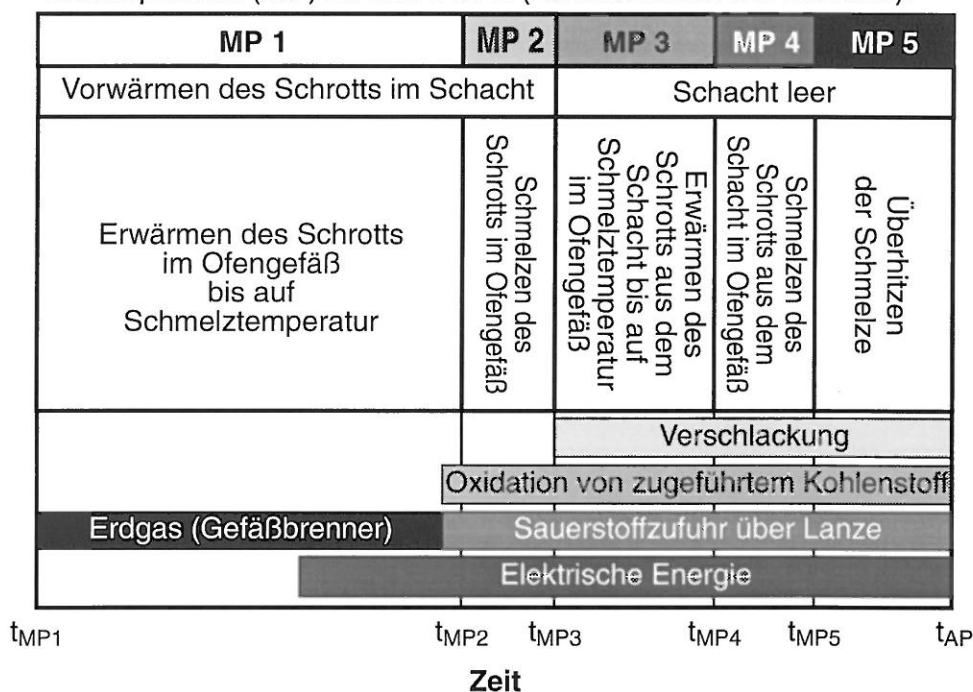 MP 1 MP 2 MP 3 MP 4 MP 5
Vorwärmen des Schrotts im Schacht Schacht leer
Erwärmen des Schrotts
im Ofengefäß
bis auf
Schmelztemperatur
Schmelzen des
Schrotts im Ofengefäß
Erwärmen des
Schrotts aus dem
Schacht bis auf
Schmelztemperatur
im Ofengefäß
Schmelzen des
Schrotts aus dem
Schacht im Ofengefäß
Überhitzen
der Schmelze
Verschlackung
Oxidation von zugeführtem Kohlenstoff
Erdgas (Gefäßbrenner) Sauerstoffzufuhr über Lanze
Elektrische Energie
tMP1 tMP2 tMP3 tMP4 tMP5 tAP
Zeit